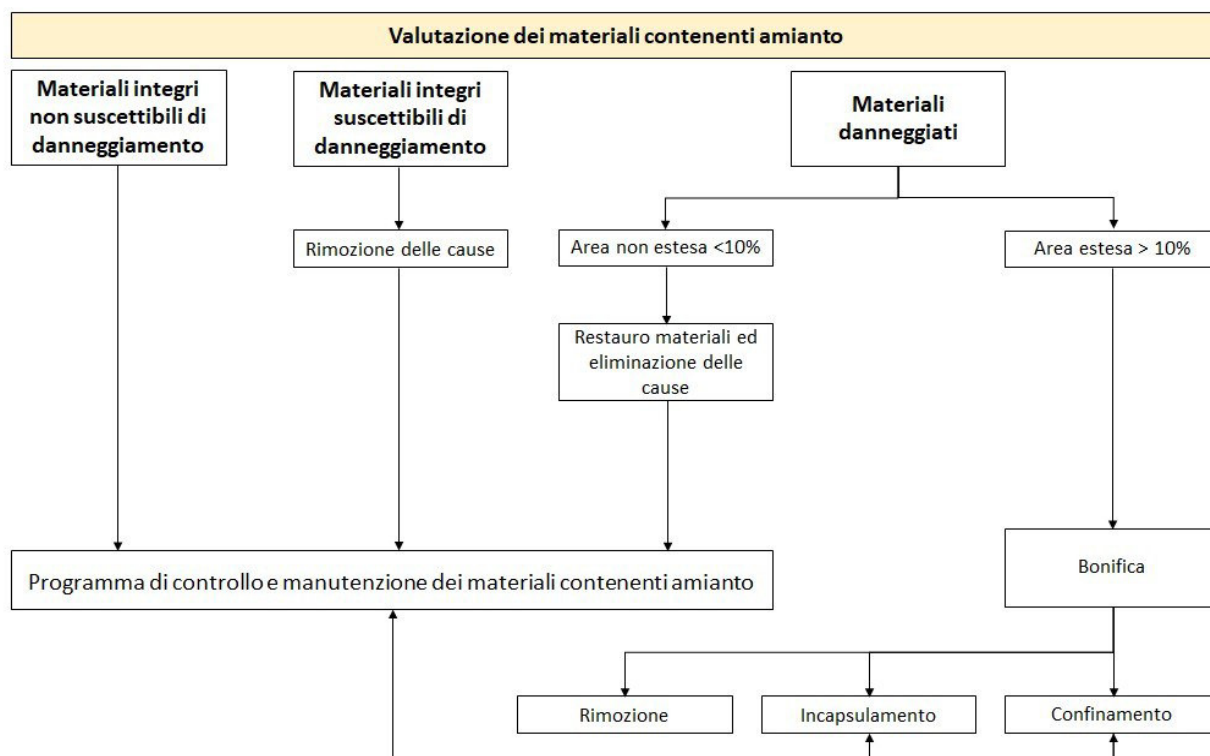 Valutazione dei materiali contenenti amianto
Materiali integri
non suscettibili di
danneggiamento
Materiali integri
suscettibili di
danneggiamento
Materiali
danneggiati
Rimozione delle cause
Area non estesa <10%
Area estesa > 10%
Restauro materiali ed
eliminazione delle
cause
Programma di controllo e manutenzione dei materiali contenenti amianto
Bonifica
Rimozione
Incapsulamento
Confinamento